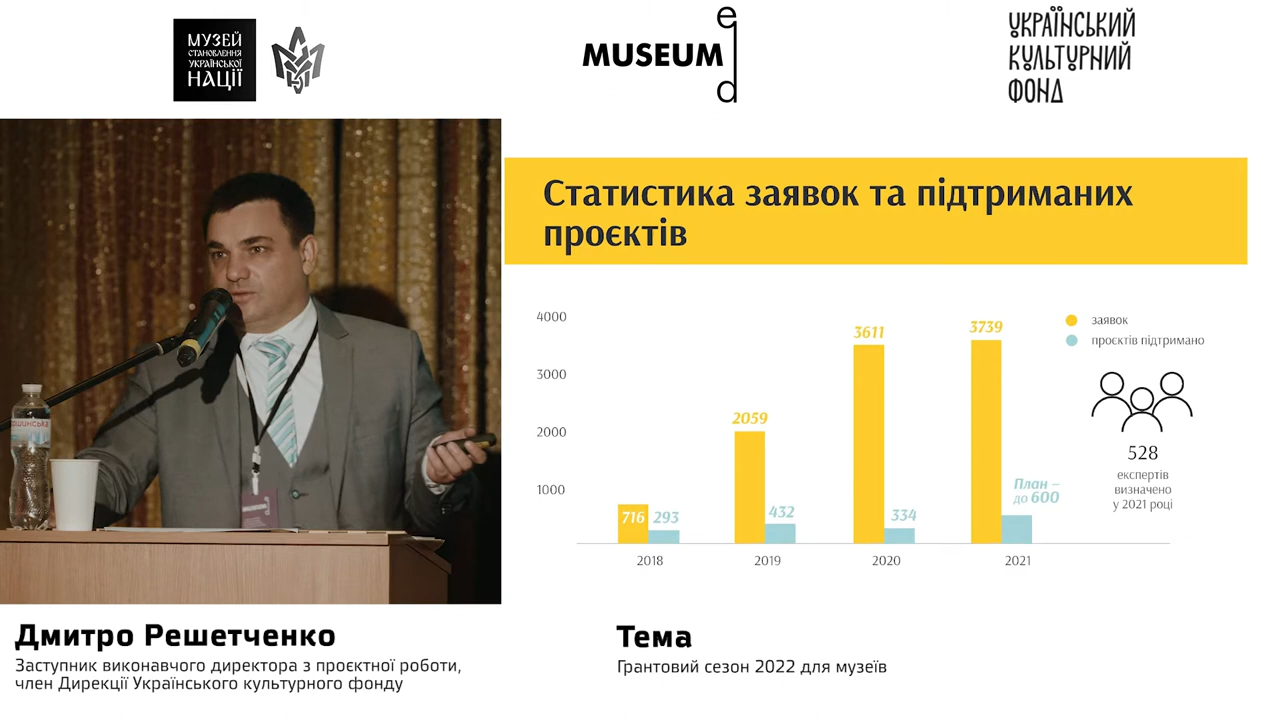 МУЗЕЙ
СТАНОВЛЕННЯ
УКРАЇНСЬКОЇ
НАЦІЇ
MUSEUM
ed
УКРАЇНСЬКИЙ
КУЛЬТУРНИЙ
ФОНД
Статистика заявок та підтриманих
проєктів
4000
3000
2000
1000
716
293
2059
432
3611
334
3739
План –
до 600
2018
2019
2020
2021
заявок
проєктів підтримано
528
експертів
визначено
у 2021 році
Дмитро Решетченко
Заступник виконавчого директора з проєктної роботи,
член Дирекції Українського культурного фонду
Тема
Грантовий сезон 2022 для музеїв